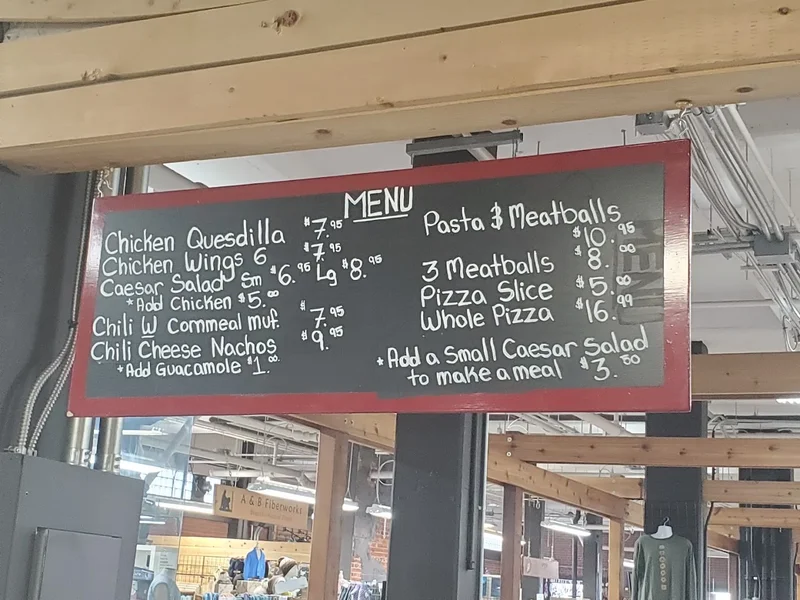 MENU
Chicken Quesdilla $7.95
Chicken Wings 6 $7.95
Caesar Salad Sm $6.95 Lg $8.95
*Add Chicken $5.00
Chili W Cornmeal Muf. $7.95
Chili Cheese Nachos $9.95
*Add Guacamole $1.00
Pasta & Meatballs
$10.95
3 Meatballs $8.00
Pizza Slice $5.00
Whole Pizza $16.99
*Add a Small Caesar Salad
to make a meal $3.50
MENU
A & B Fiberworks